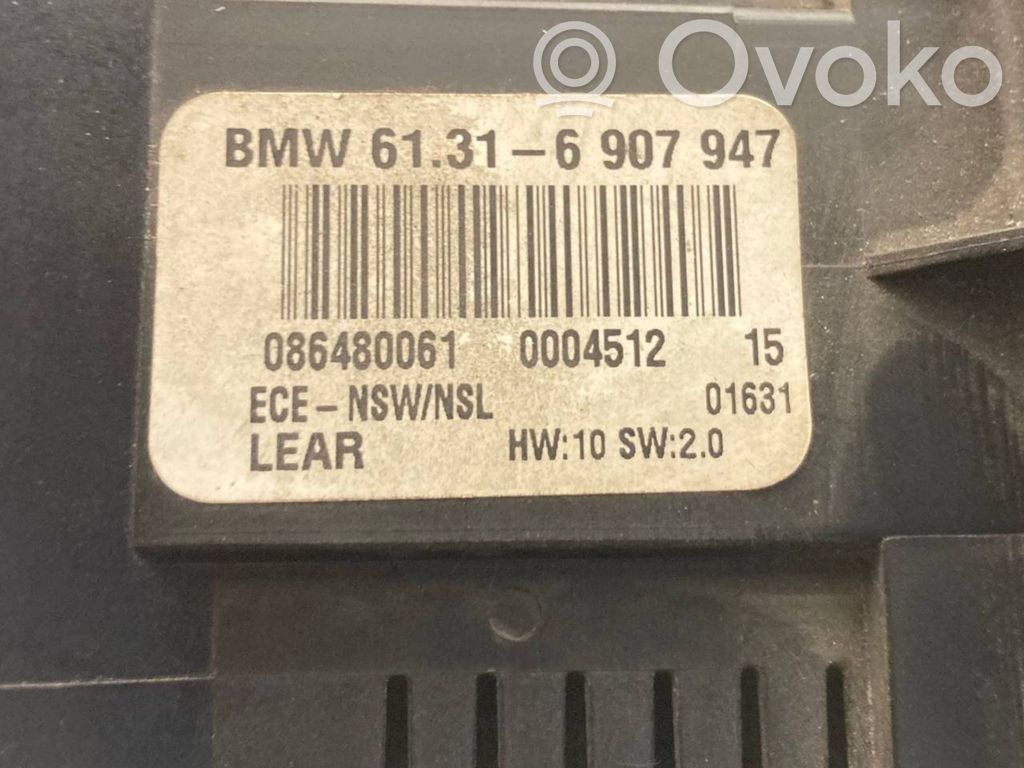 Ovoko
BMW 61.31-6 907 947
086480061 0004512 15
ECE-NSW/NSL 01631
LEAR HW:10 SW:2.0